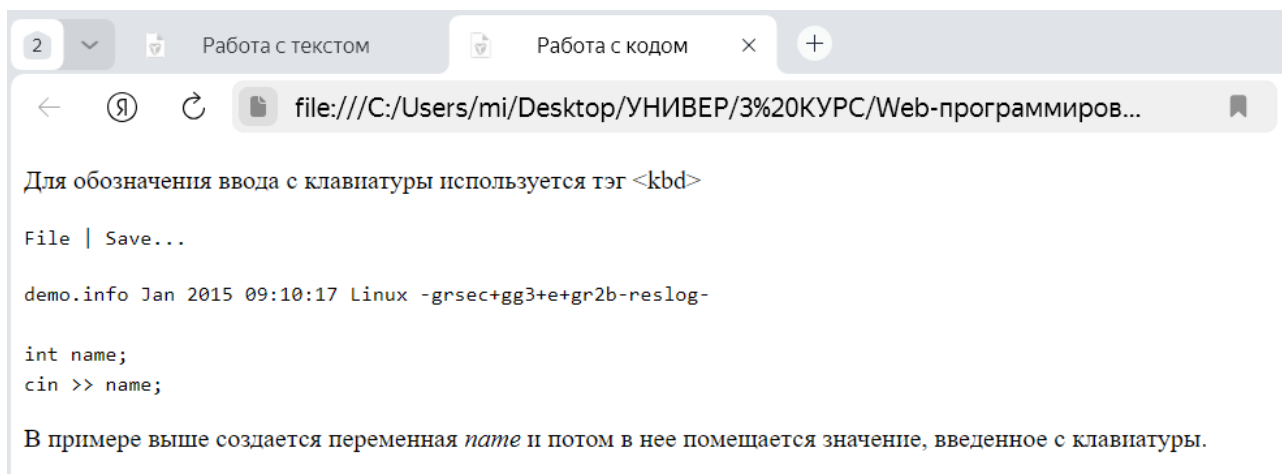 2 Работа с текстом Работа с кодом
file:///C:/Users/mi/Desktop/УНИВЕР/3%20КУРС/Web-программиров...
Для обозначения ввода с клавиатуры используется тэг <kbd>
File | Save...
demo.info Jan 2015 09:10:17 Linux -grsec+gg3+e+gr2b-reslog-
int name;
cin >> name;
В примере выше создается переменная name и потом в нее помещается значение, введенное с клавиатуры.